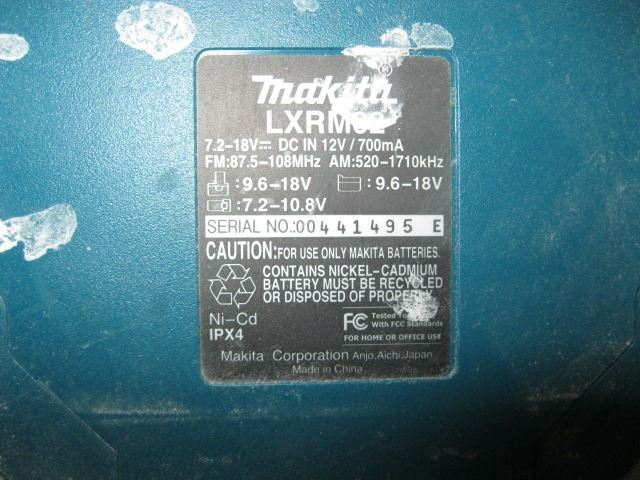 makita®
LXRM02
7.2–18V⎓ DC IN 12V/700mA
FM:87.5–108MHz AM:520–1710kHz
:9.6–18V :9.6–18V
:7.2–10.8V
SERIAL NO.:00441495 E
CAUTION:FOR USE ONLY MAKITA BATTERIES.
CONTAINS NICKEL–CADMIUM
BATTERY MUST BE RECYCLED
OR DISPOSED OF PROPERLY.
Ni–Cd
IPX4
FC Tested To
With FCC Standards
FOR HOME OR OFFICE USE
Makita Corporation Anjo,Aichi,Japan
Made in China